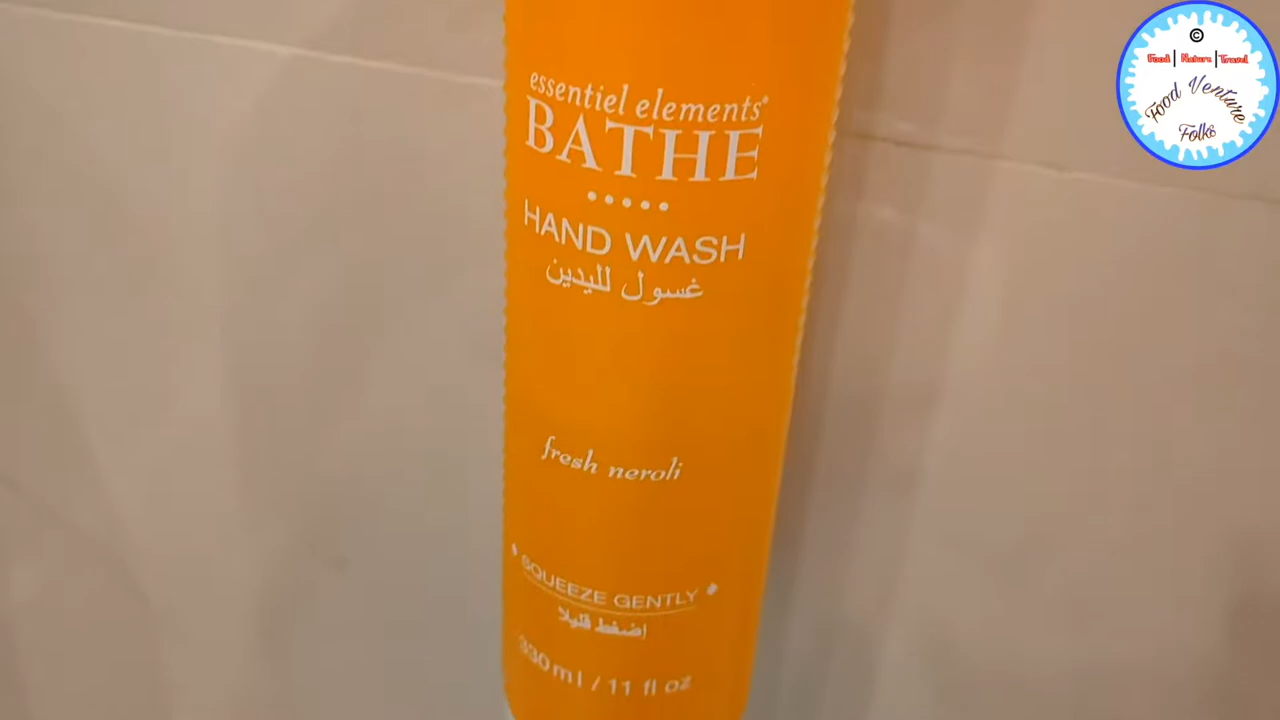 essentiel elements®
BATHE
HAND WASH
غسول لليدين
fresh neroli
• SQUEEZE GENTLY •
إضغط قليلا
330 ml / 11 fl oz
©
Food | Nature | Travel
Food Venture
Folks